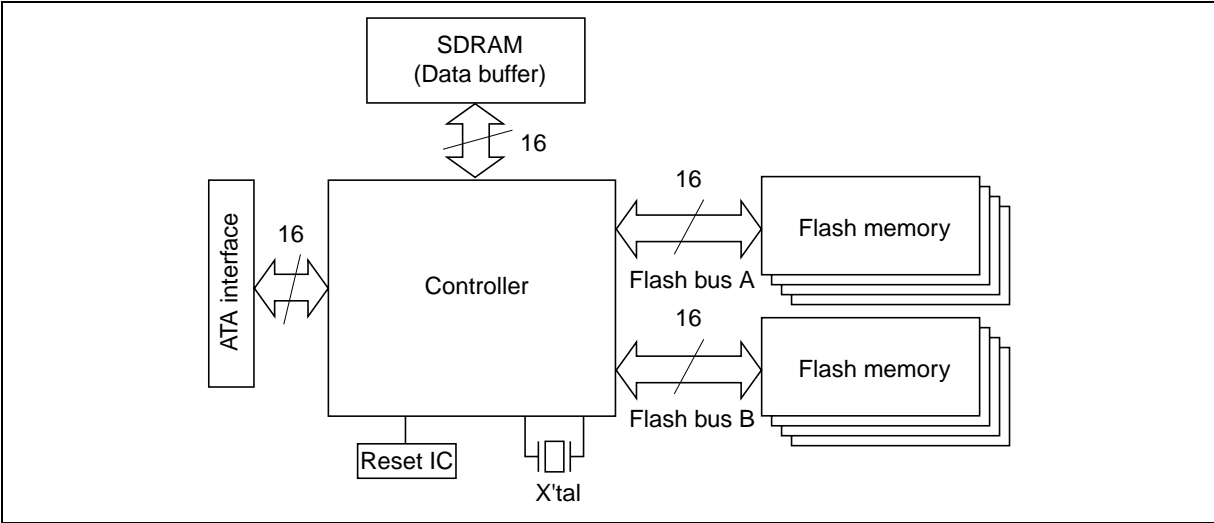 SDRAM
(Data buffer)
16
ATA interface
16
Controller
16
Flash bus A
Flash memory
16
Flash bus B
Flash memory
Reset IC
X'tal